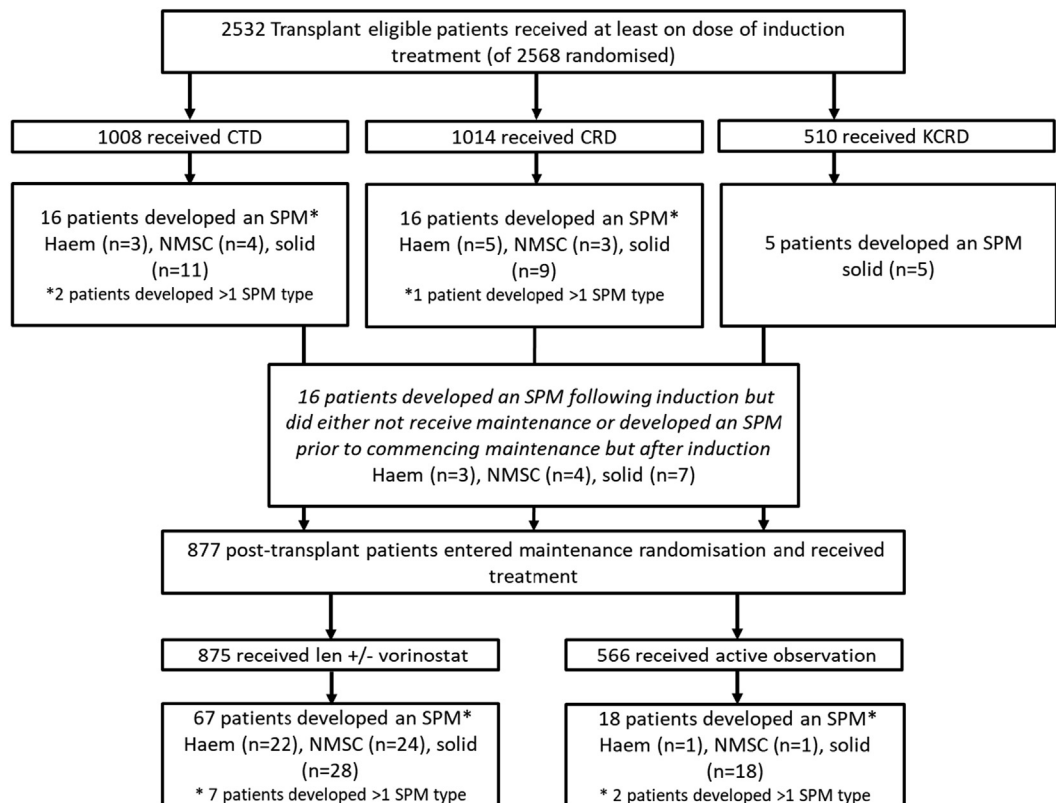 2532 Transplant eligible patients received at least on dose of induction
treatment (of 2568 randomised)
1008 received CTD
1014 received CRD
510 received KCRD
16 patients developed an SPM*
Haem (n=3), NMSC (n=4), solid
(n=11)
*2 patients developed >1 SPM type
16 patients developed an SPM*
Haem (n=5), NMSC (n=3), solid
(n=9)
*1 patient developed >1 SPM type
5 patients developed an SPM
solid (n=5)
16 patients developed an SPM following induction but
did either not receive maintenance or developed an SPM
prior to commencing maintenance but after induction
Haem (n=3), NMSC (n=4), solid (n=7)
877 post-transplant patients entered maintenance randomisation and received
treatment
875 received len +/- vorinostat
566 received active observation
67 patients developed an SPM*
Haem (n=22), NMSC (n=24), solid
(n=28)
* 7 patients developed >1 SPM type
18 patients developed an SPM*
Haem (n=1), NMSC (n=1), solid
(n=18)
* 2 patients developed >1 SPM type